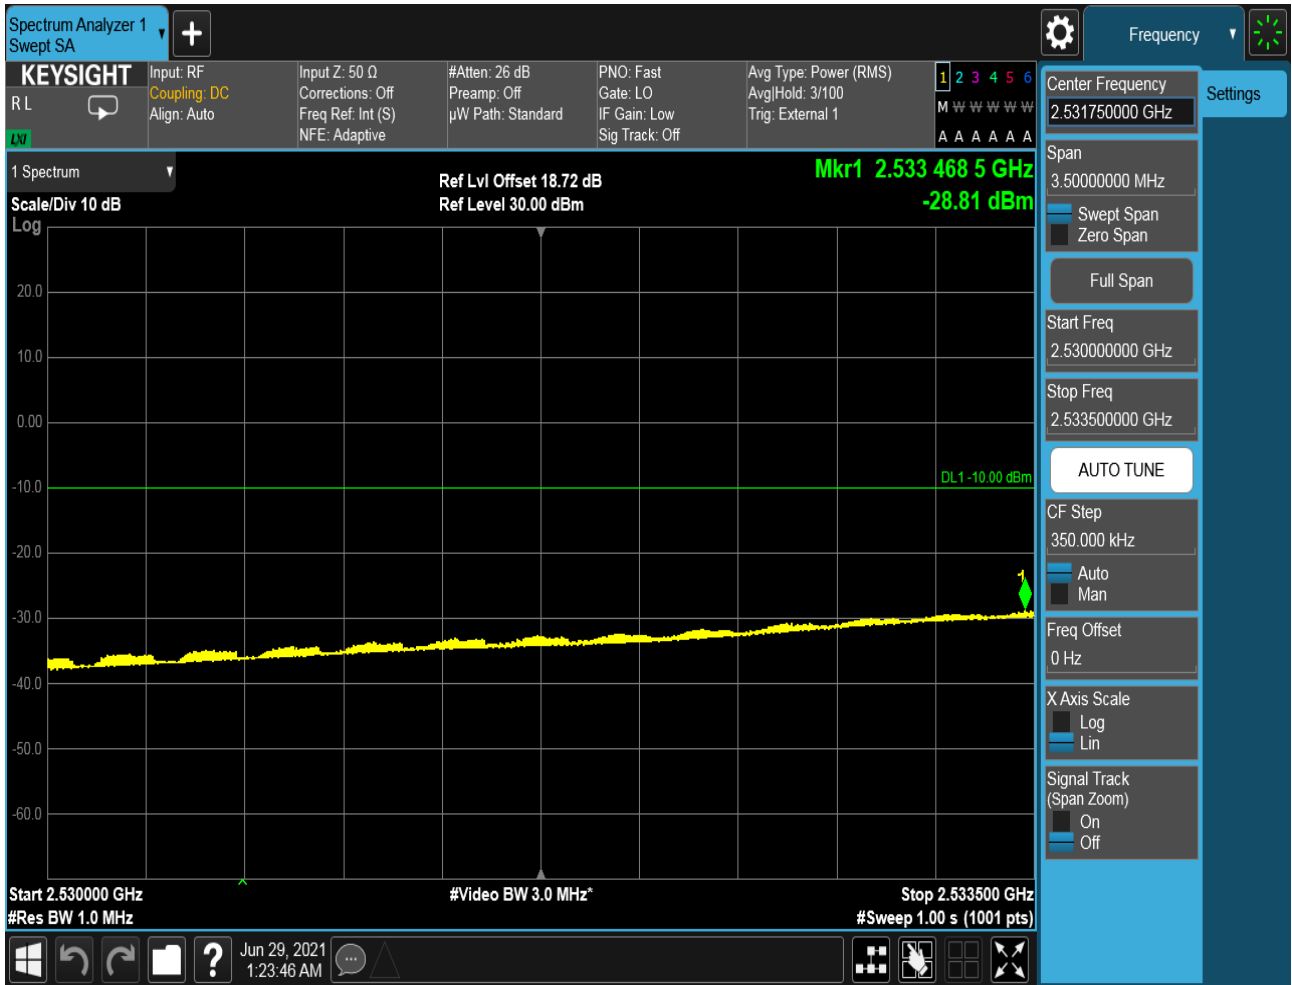 Spectrum Analyzer 1
Swept SA
Frequency
KEYSIGHT
R L
LXI
Input: RF
Coupling: DC
Align: Auto
Input Z: 50 Ω
Corrections: Off
Freq Ref: Int (S)
NFE: Adaptive
#Atten: 26 dB
Preamp: Off
µW Path: Standard
PNO: Fast
Gate: LO
IF Gain: Low
Sig Track: Off
Avg Type: Power (RMS)
Avg|Hold: 3/100
Trig: External 1
1 2 3 4 5 6
M W W W W W
A A A A A A
1 Spectrum
Scale/Div 10 dB
Log
Ref Lvl Offset 18.72 dB
Ref Level 30.00 dBm
Mkr1 2.533 468 5 GHz
-28.81 dBm
20.0
10.0
0.00
-10.0
-20.0
-30.0
-40.0
-50.0
-60.0
DL1 -10.00 dBm
1
Start 2.530000 GHz
#Res BW 1.0 MHz
#Video BW 3.0 MHz*
Stop 2.533500 GHz
#Sweep 1.00 s (1001 pts)
Center Frequency
2.531750000 GHz
Settings
Span
3.50000000 MHz
Swept Span
Zero Span
Full Span
Start Freq
2.530000000 GHz
Stop Freq
2.533500000 GHz
AUTO TUNE
CF Step
350.000 kHz
Auto
Man
Freq Offset
0 Hz
X Axis Scale
Log
Lin
Signal Track
(Span Zoom)
On
Off
?
Jun 29, 2021
1:23:46 AM